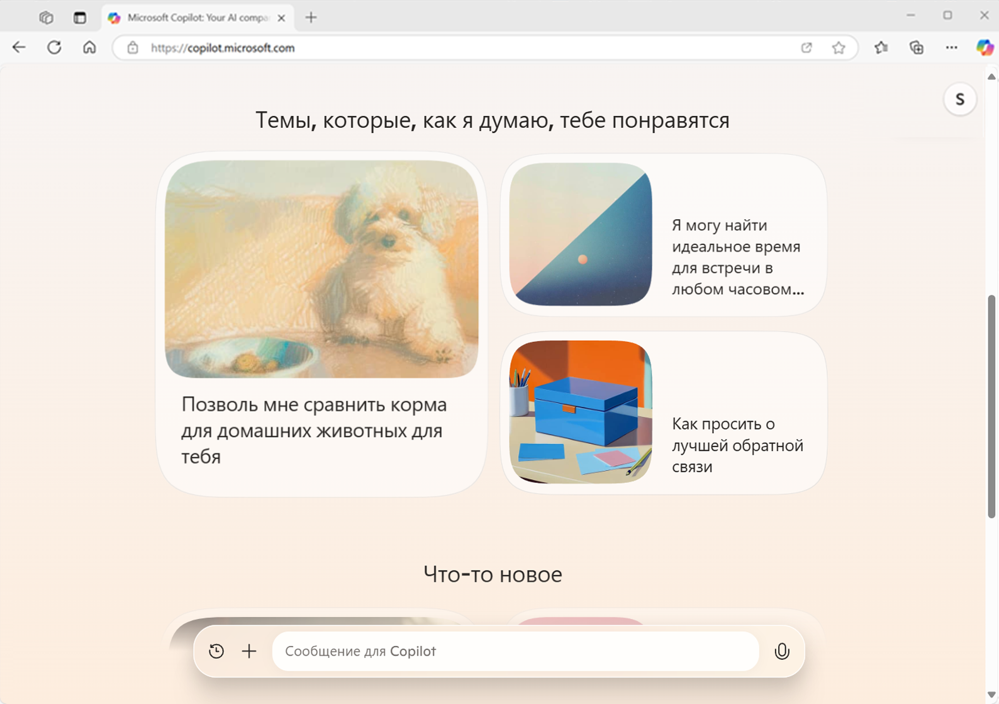 Microsoft Copilot: Your AI compa
https://copilot.microsoft.com
S
Темы, которые, как я думаю, тебе понравятся
Позволь мне сравнить корма
для домашних животных для
тебя
Я могу найти
идеальное время
для встречи в
любом часовом...
Как просить о
лучшей обратной
связи
Что-то новое
Сообщение для Copilot